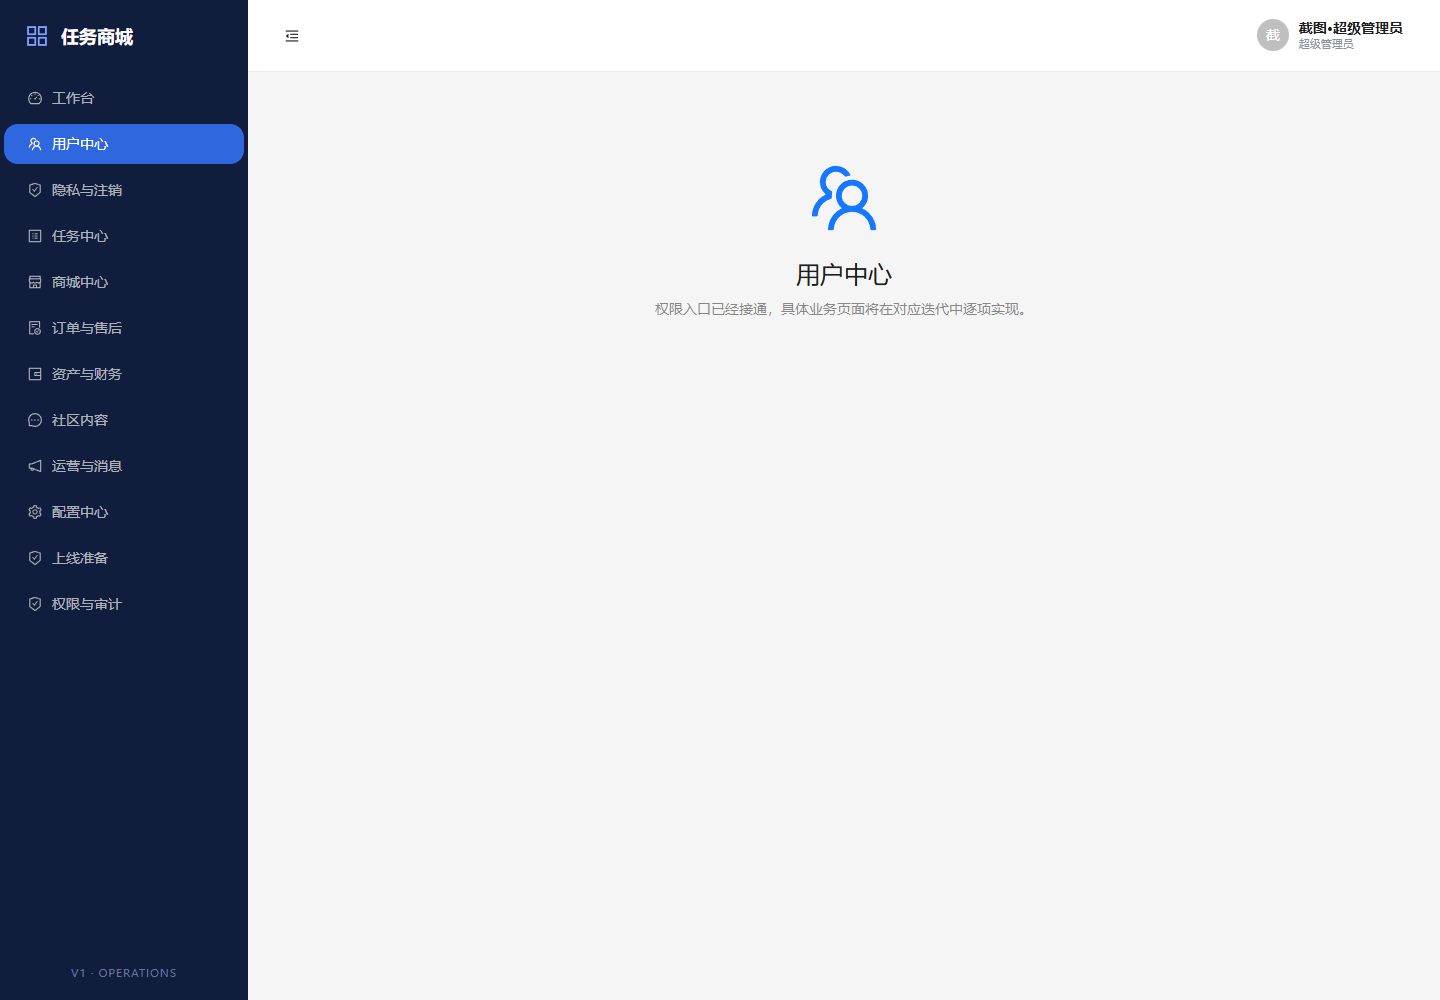 任务商城
工作台
用户中心
隐私与注销
任务中心
商城中心
订单与售后
资产与财务
社区内容
运营与消息
配置中心
上线准备
权限与审计
V1 · OPERATIONS
截
截图•超级管理员
超级管理员
用户中心
权限入口已经接通，具体业务页面将在对应迭代中逐项实现。